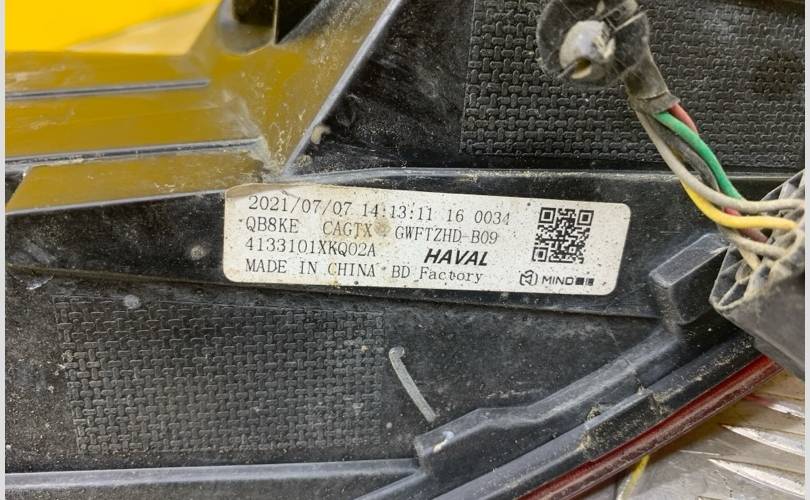 2021/07/07 14:13:11 16 0034
QB8KE CAGTX GWFTZHD-B09
4133101XKQ02A HAVAL
MADE IN CHINA BD Factory MIND